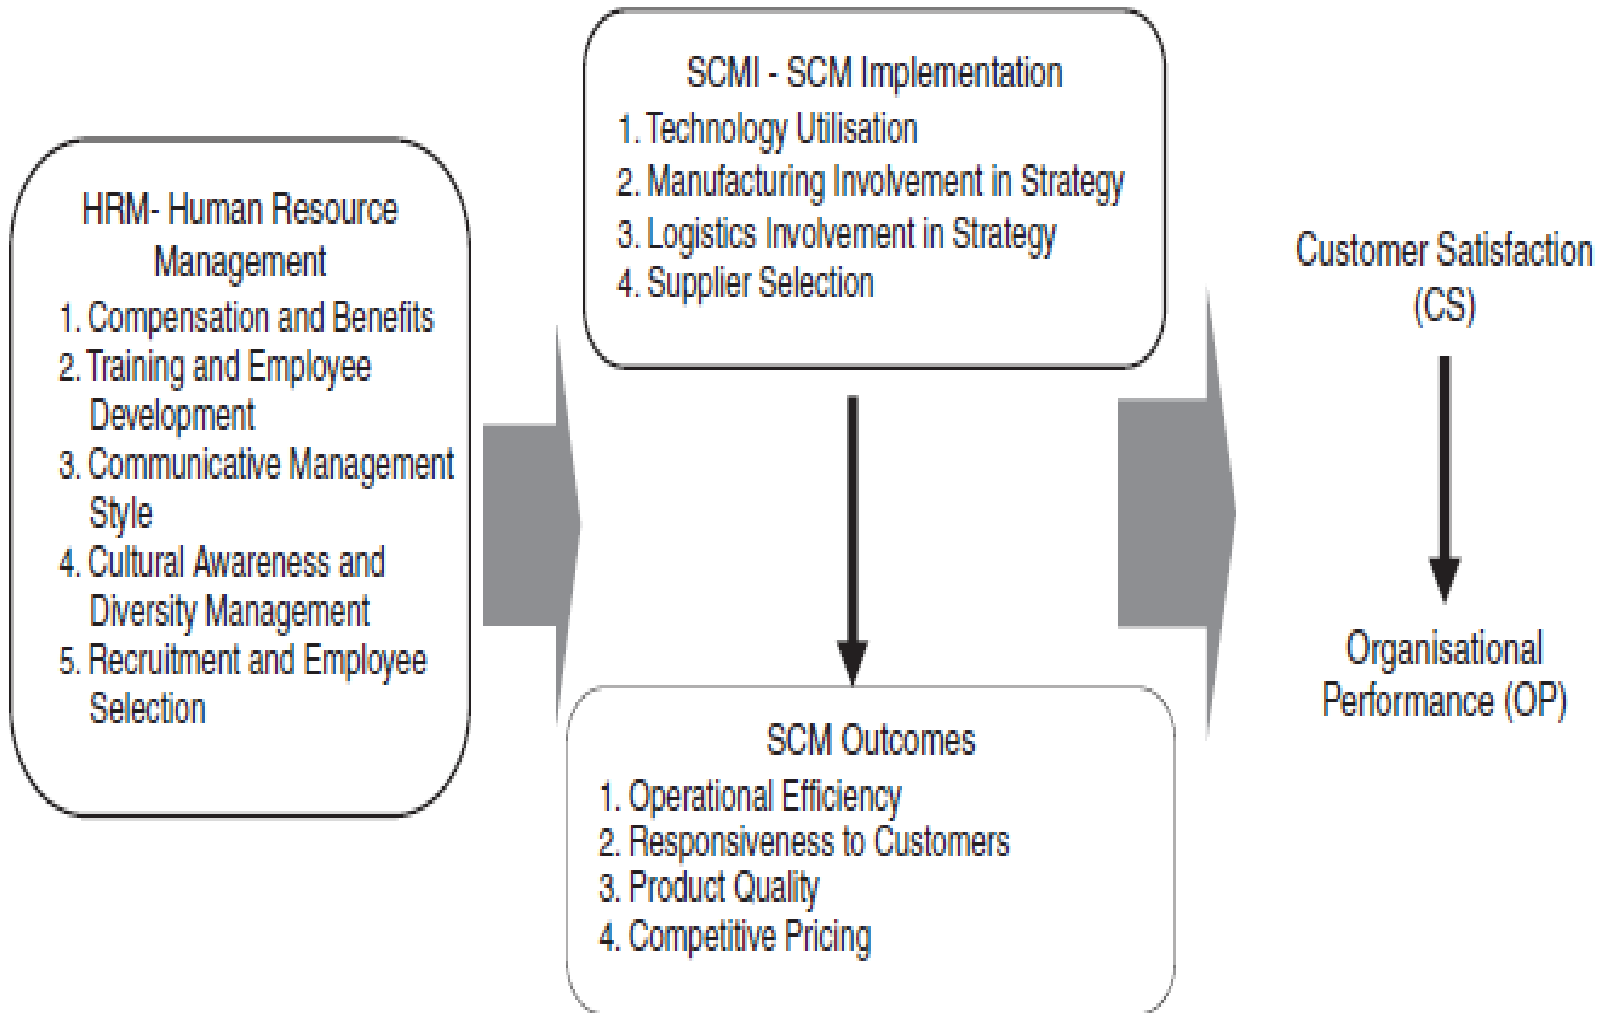 HRM- Human Resource
Management
1. Compensation and Benefits
2. Training and Employee
Development
3. Communicative Management
Style
4. Cultural Awareness and
Diversity Management
5. Recruitment and Employee
Selection
SCMI - SCM Implementation
1. Technology Utilisation
2. Manufacturing Involvement in Strategy
3. Logistics Involvement in Strategy
4. Supplier Selection
SCM Outcomes
1. Operational Efficiency
2. Responsiveness to Customers
3. Product Quality
4. Competitive Pricing
Customer Satisfaction
(CS)
Organisational
Performance (OP)